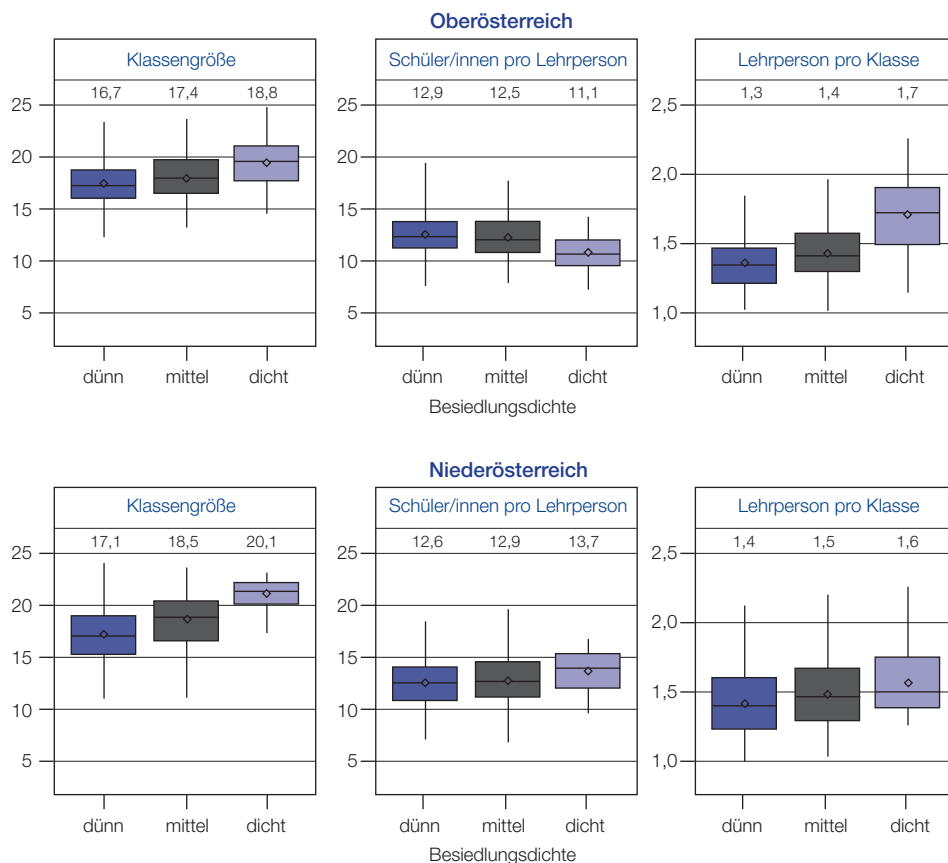 Oberösterreich
Klassengröße Schüler/innen pro Lehrperson Lehrperson pro Klasse
16,7 17,4 18,8 12,9 12,5 11,1 1,3 1,4 1,7
25 25 2,5
20 20 2,0
15 15
10 10 1,5
5 5 1,0
dünn mittel dicht dünn mittel dicht dünn mittel dicht
Besiedlungsdichte
Niederösterreich
Klassengröße Schüler/innen pro Lehrperson Lehrperson pro Klasse
17,1 18,5 20,1 12,6 12,9 13,7 1,4 1,5 1,6
25 25 2,5
20 20 2,0
15 15
10 10 1,5
5 5 1,0
dünn mittel dicht dünn mittel dicht dünn mittel dicht
Besiedlungsdichte